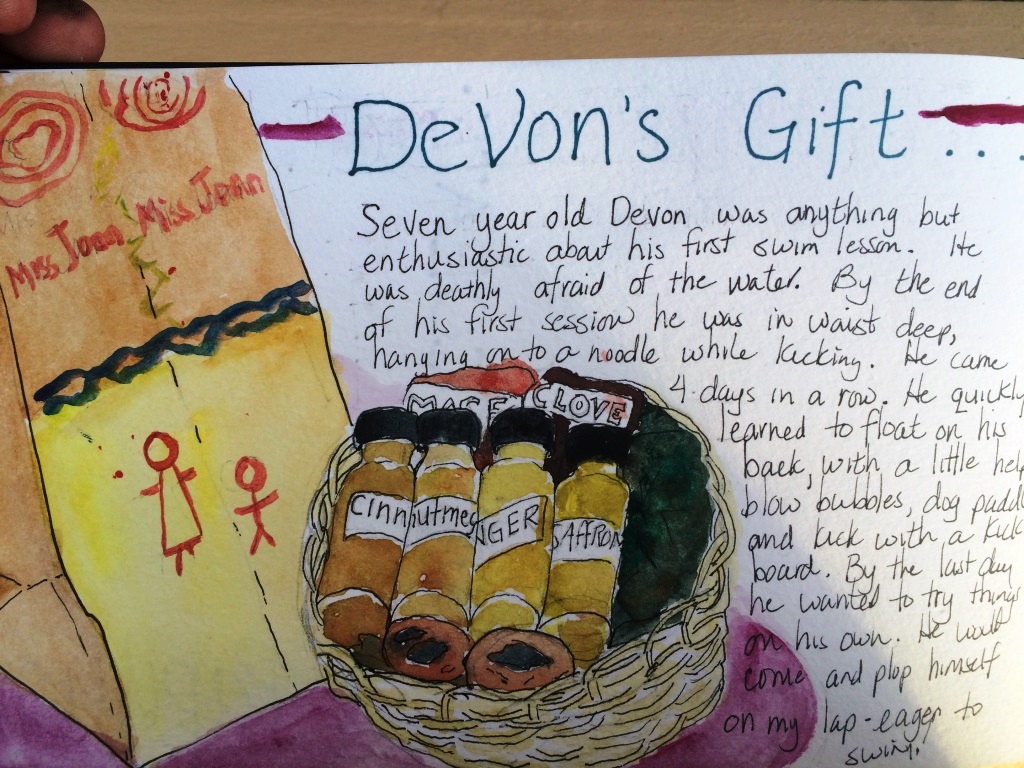 Miss Joan Miss Joan
DeVon's Gift...
Seven year old Devon was anything but
enthusiastic about his first swim lesson. He
was deathly afraid of the water. By the end
of his first session he was in waist deep,
hanging on to a noodle while kicking. He came
4 days in a row. He quickly
learned to float on his
back, with a little help
blow bubbles, dog paddle
and kick with a kick
board. By the last day
he wanted to try things
on his own. He would
come and plop himself
on my lap - eager to
swim.
MACE
CLOVE
CINN
NUTMEG
NGER
SAFFRON